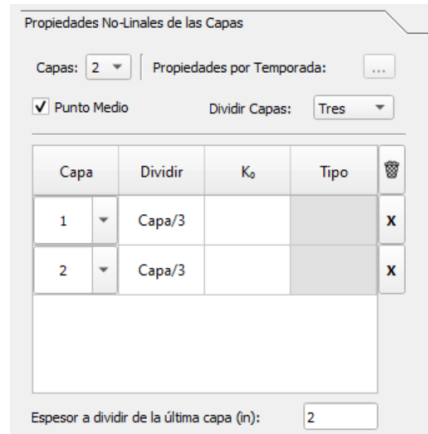 Propiedades No-Linales de las Capas
Capas: 2 Propiedades por Temporada: ...
✓ Punto Medio Dividir Capas: Tres
Capa Dividir K₀ Tipo
1 Capa/3 X
2 Capa/3 X
Espesor a dividir de la última capa (in): 2